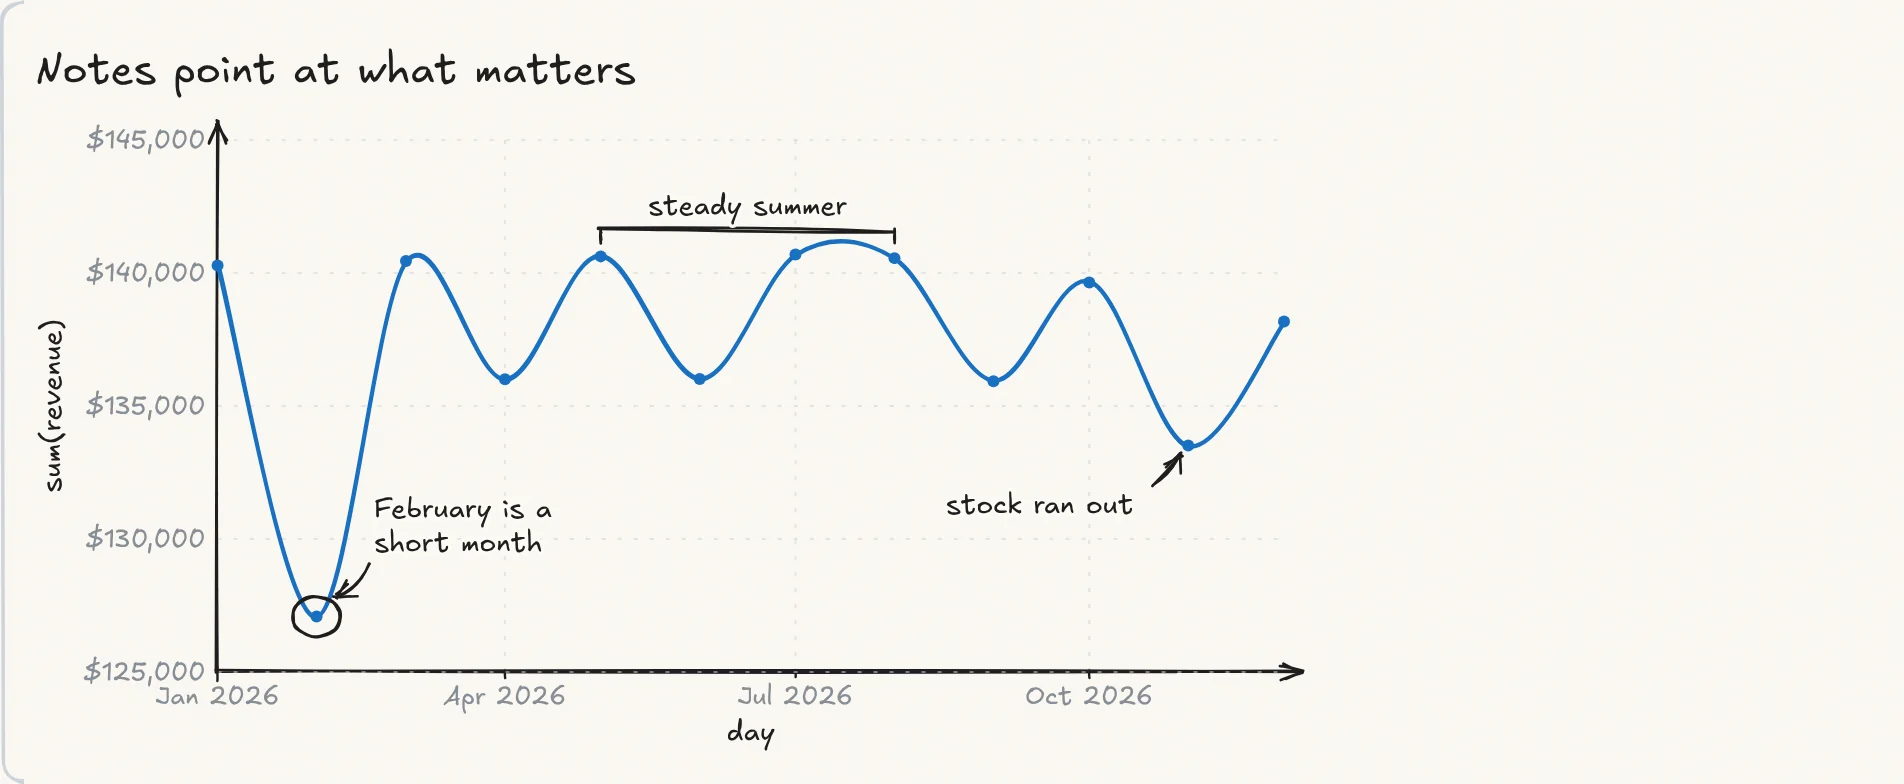 Notes point at what matters
$145,000
steady summer
$140,000
sum(revenue)
$135,000
February is a
short month
stock ran out
$130,000
$125,000
Jan 2026
Apr 2026
Jul 2026
Oct 2026
day